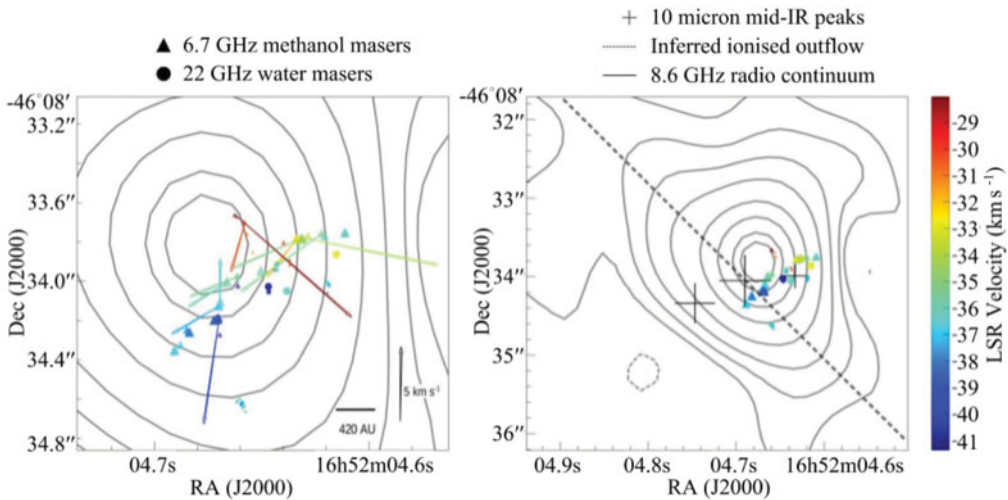 ▲ 6.7 GHz methanol masers
● 22 GHz water masers
+ 10 micron mid-IR peaks
Inferred ionised outflow
8.6 GHz radio continuum
-46°08′
33.2″
33.6″
34.0″
34.4″
34.8″
Dec (J2000)
5 km s⁻¹
420 AU
04.7s
16h52m04.6s
RA (J2000)
-46°08′
32″
33″
34″
35″
36″
Dec (J2000)
04.9s
04.8s
04.7s
16h52m04.6s
RA (J2000)
-29
-30
-31
-32
-33
-34
-35
-36
-37
-38
-39
-40
-41
LSR Velocity (km s⁻¹)